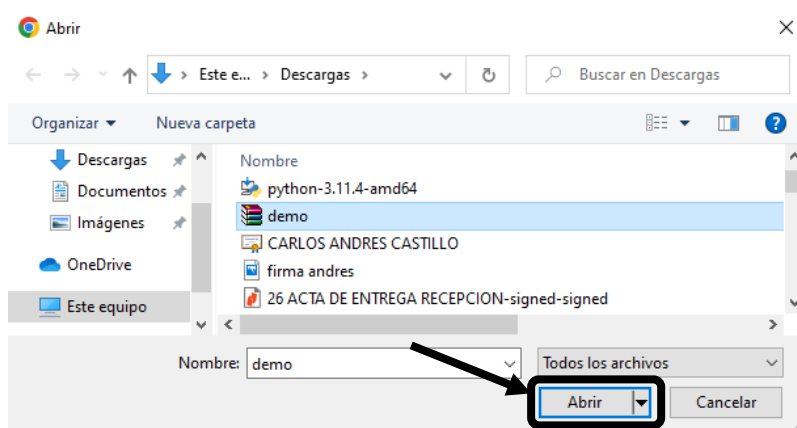 Abrir
Este e... > Descargas >
Buscar en Descargas
Organizar
Nueva carpeta
Descargas
Documentos
Imágenes
OneDrive
Este equipo
Nombre
python-3.11.4-amd64
demo
CARLOS ANDRES CASTILLO
firma andres
26 ACTA DE ENTREGA RECEPCION-signed-signed
Nombre: demo
Todos los archivos
Abrir
Cancelar